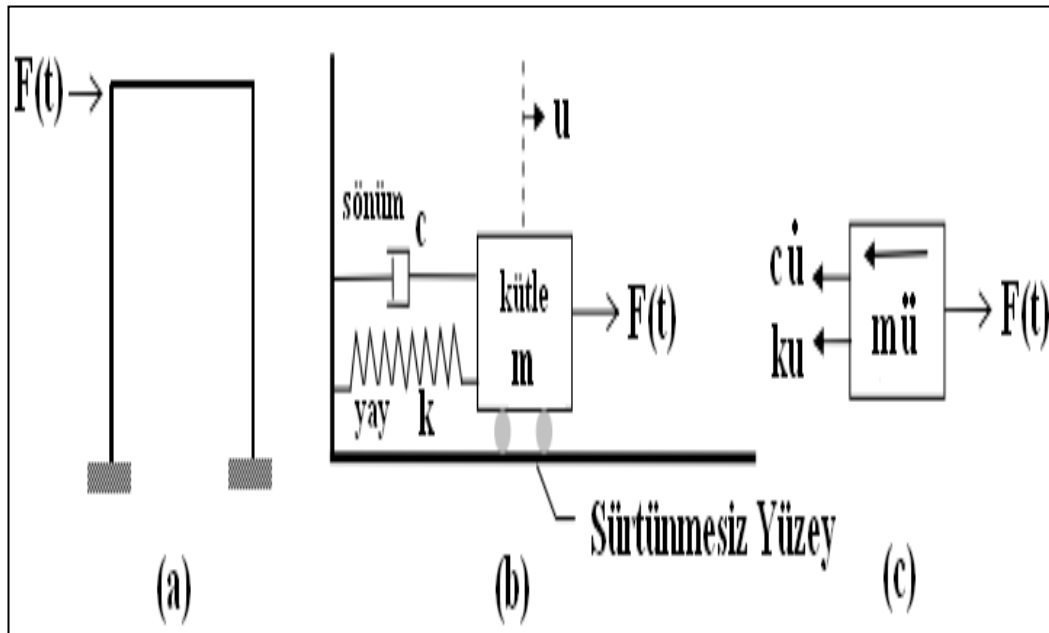 F(t)
(a)
u
sönüm
c
kütle
m
F(t)
yay k
Sürtünmesiz Yüzey
(b)
cu̇
ku
mü
F(t)
(c)